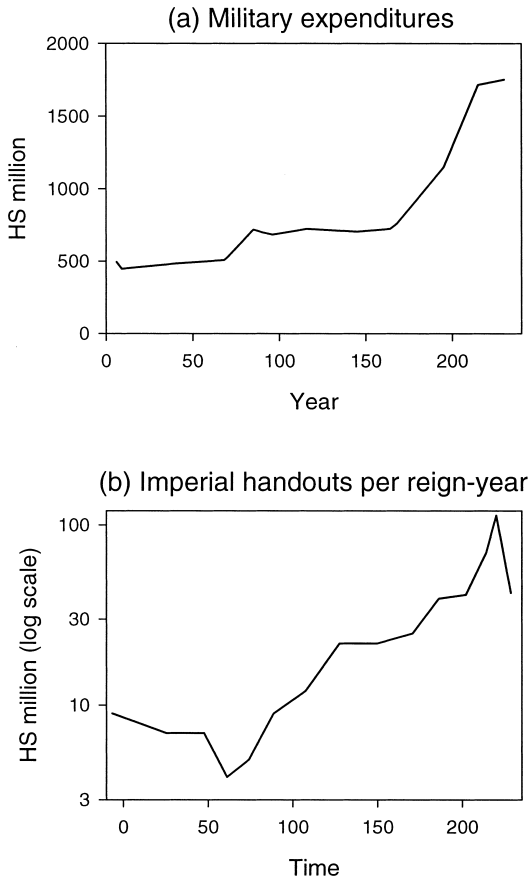 (a) Military expenditures
2000
1500
1000
500
0
HS million
0 50 100 150 200
Year
(b) Imperial handouts per reign-year
100
30
10
3
HS million (log scale)
0 50 100 150 200
Time